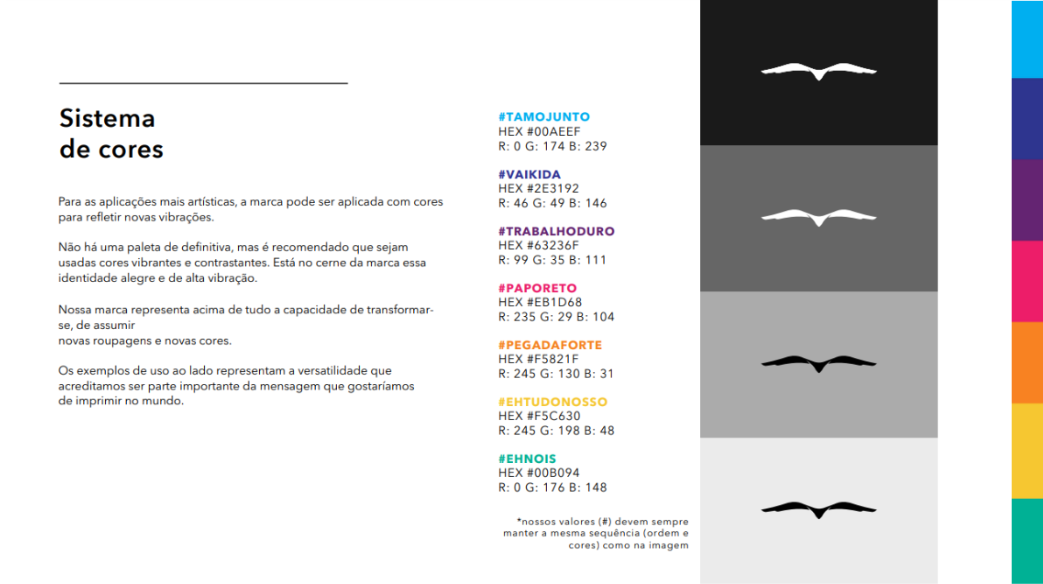 Sistema
de cores
Para as aplicações mais artísticas, a marca pode ser aplicada com cores
para refletir novas vibrações.
Não há uma paleta de definitiva, mas é recomendado que sejam
usadas cores vibrantes e contrastantes. Está no cerne da marca essa
identidade alegre e de alta vibração.
Nossa marca representa acima de tudo a capacidade de transformar-
se, de assumir
novas roupagens e novas cores.
Os exemplos de uso ao lado representam a versatilidade que
acreditamos ser parte importante da mensagem que gostaríamos
de imprimir no mundo.
#TAMOJUNTO
HEX #00AEEF
R: 0 G: 174 B: 239
#VAIKIDA
HEX #2E3192
R: 46 G: 49 B: 146
#TRABALHODURO
HEX #63236F
R: 99 G: 35 B: 111
#PAPORETO
HEX #EB1D68
R: 235 G: 29 B: 104
#PEGADAFORTE
HEX #F5821F
R: 245 G: 130 B: 31
#EHTUDONOSSO
HEX #F5C630
R: 245 G: 198 B: 48
#EHNOIS
HEX #00B094
R: 0 G: 176 B: 148
*nossos valores (#) devem sempre
manter a mesma sequência (ordem e
cores) como na imagem